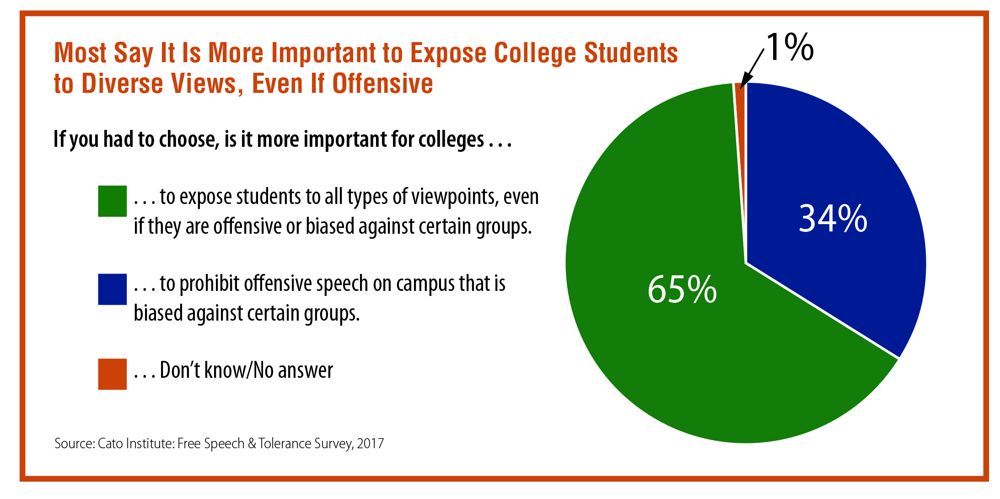 Most Say It Is More Important to Expose College Students
to Diverse Views, Even If Offensive
If you had to choose, is it more important for colleges . . .
. . . to expose students to all types of viewpoints, even
if they are offensive or biased against certain groups.
. . . to prohibit offensive speech on campus that is
biased against certain groups.
. . . Don’t know/No answer
Source: Cato Institute: Free Speech & Tolerance Survey, 2017
1%
34%
65%